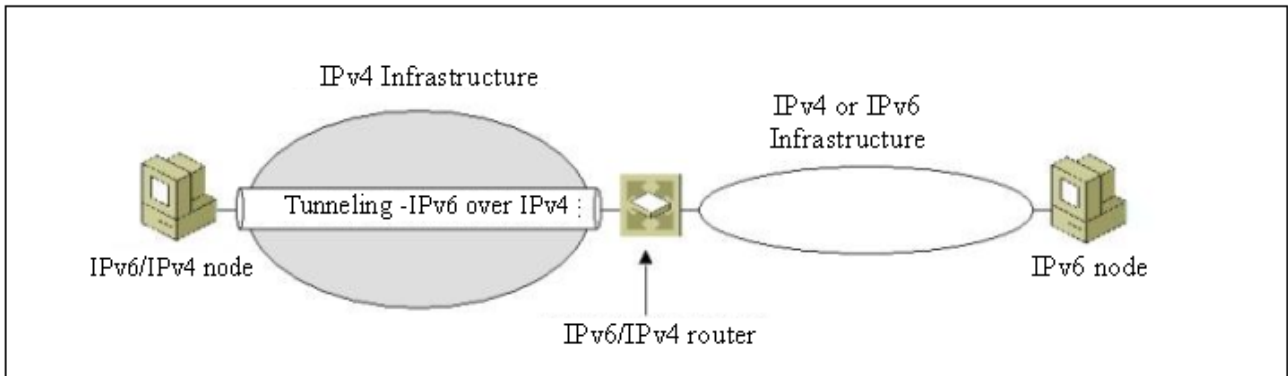 IPv4 Infrastructure
IPv4 or IPv6
Infrastructure
Tunneling -IPv6 over IPv4 :
IPv6/IPv4 node
IPv6 node
IPv6/IPv4 router